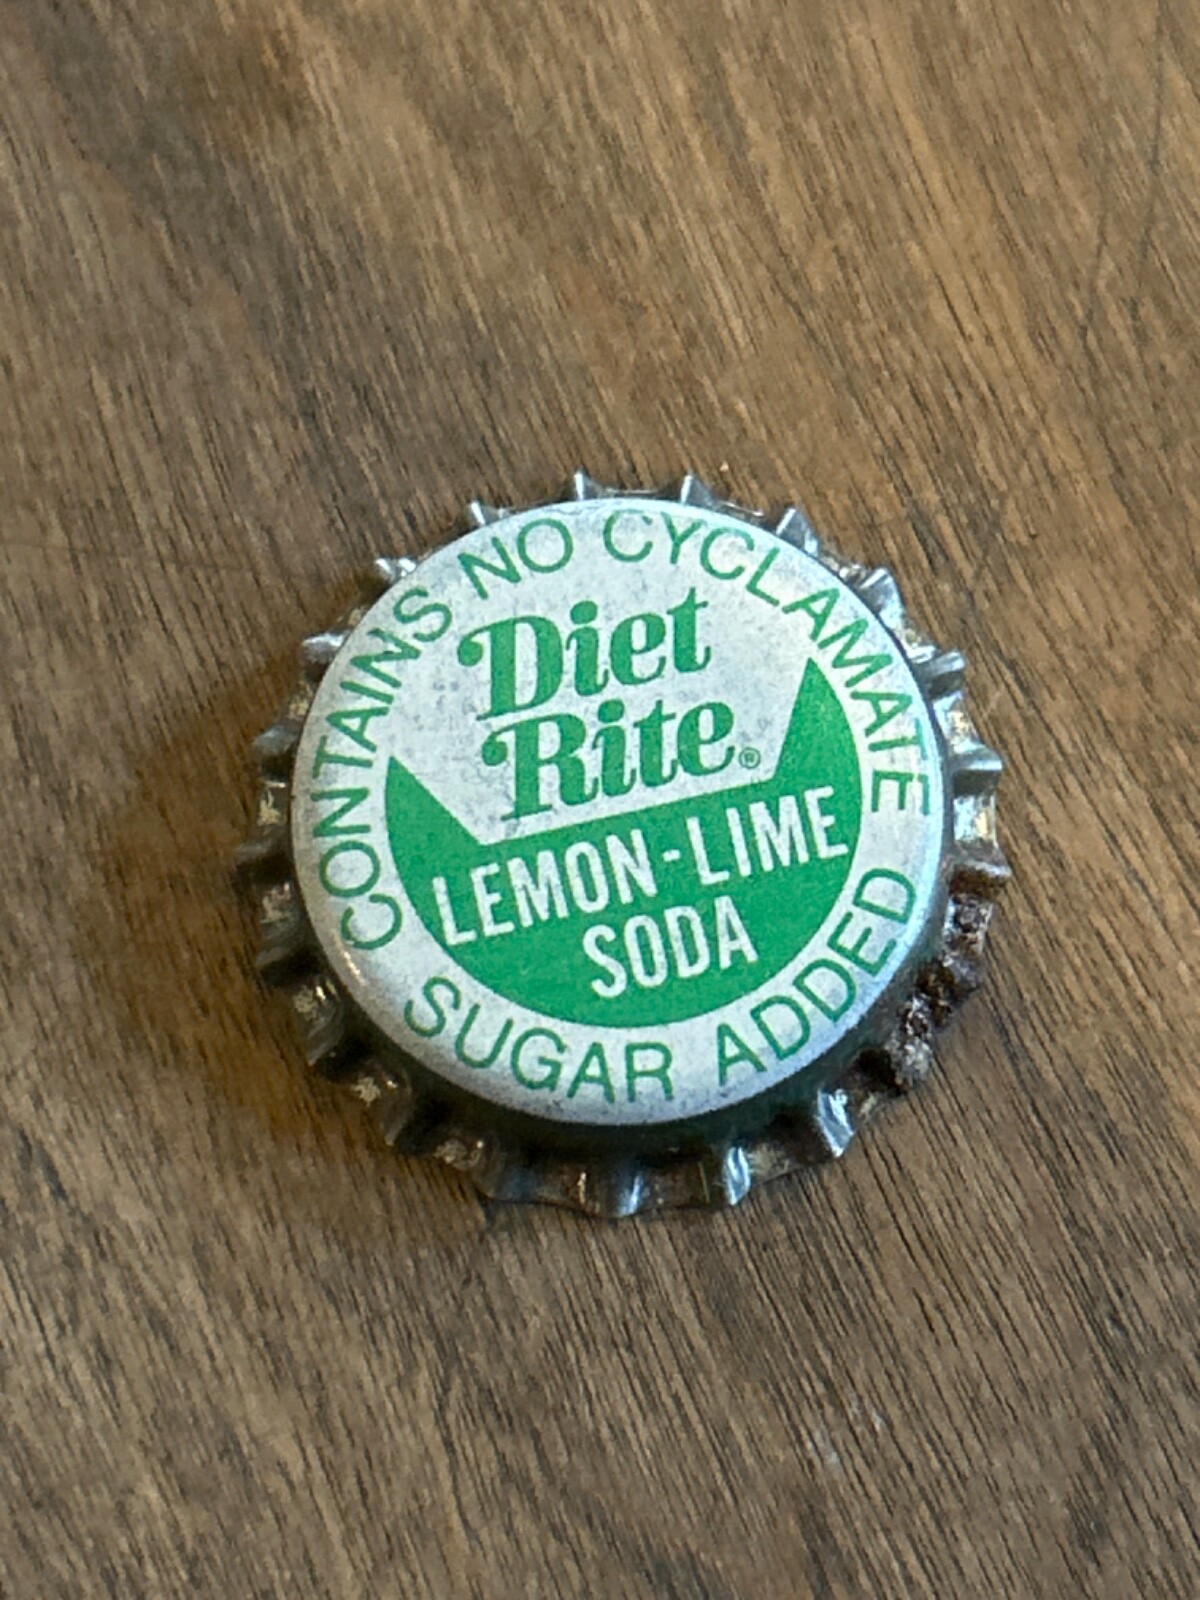 CONTAINS NO CYCLAMATE
Diet
Rite®
LEMON-LIME
SODA
SUGAR ADDED